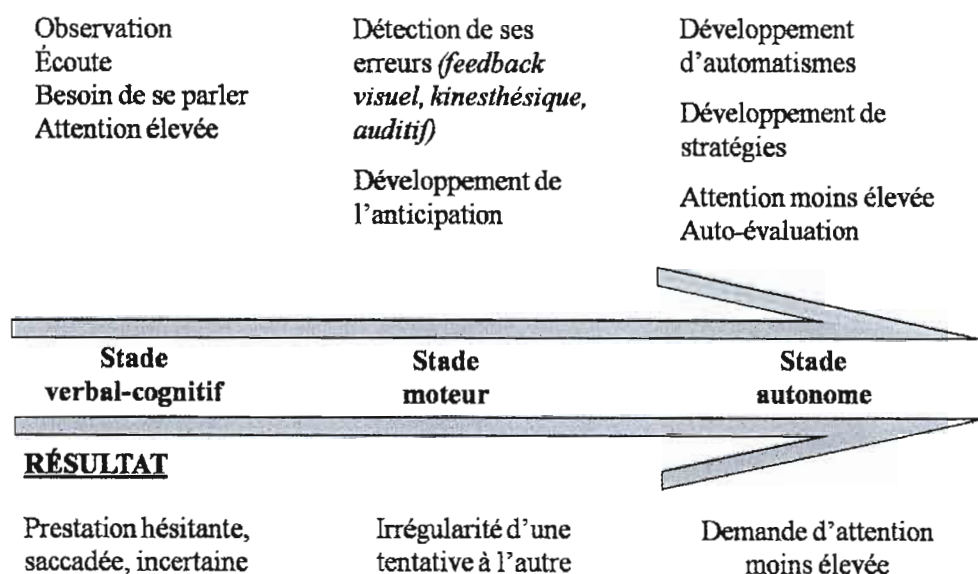 Observation
Écoute
Besoin de se parler
Attention élevée
Détection de ses
erreurs (feedback
visuel, kinesthésique,
auditif)
Développement de
l'anticipation
Développement
d'automatismes
Développement de
stratégies
Attention moins élevée
Auto-évaluation
Stade
verbal-cognitif
Stade
moteur
Stade
autonome
RÉSULTAT
Prestation hésitante,
saccadée, incertaine
Irrégularité d'une
tentative à l'autre
Demande d'attention
moins élevée